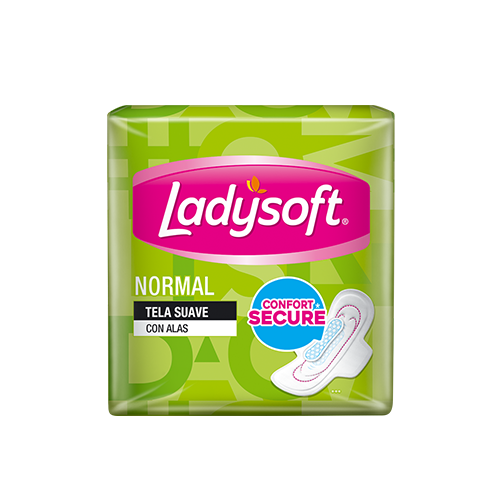 Ladysoft®
NORMAL
TELA SUAVE
CON ALAS
CONFORT
SECURE